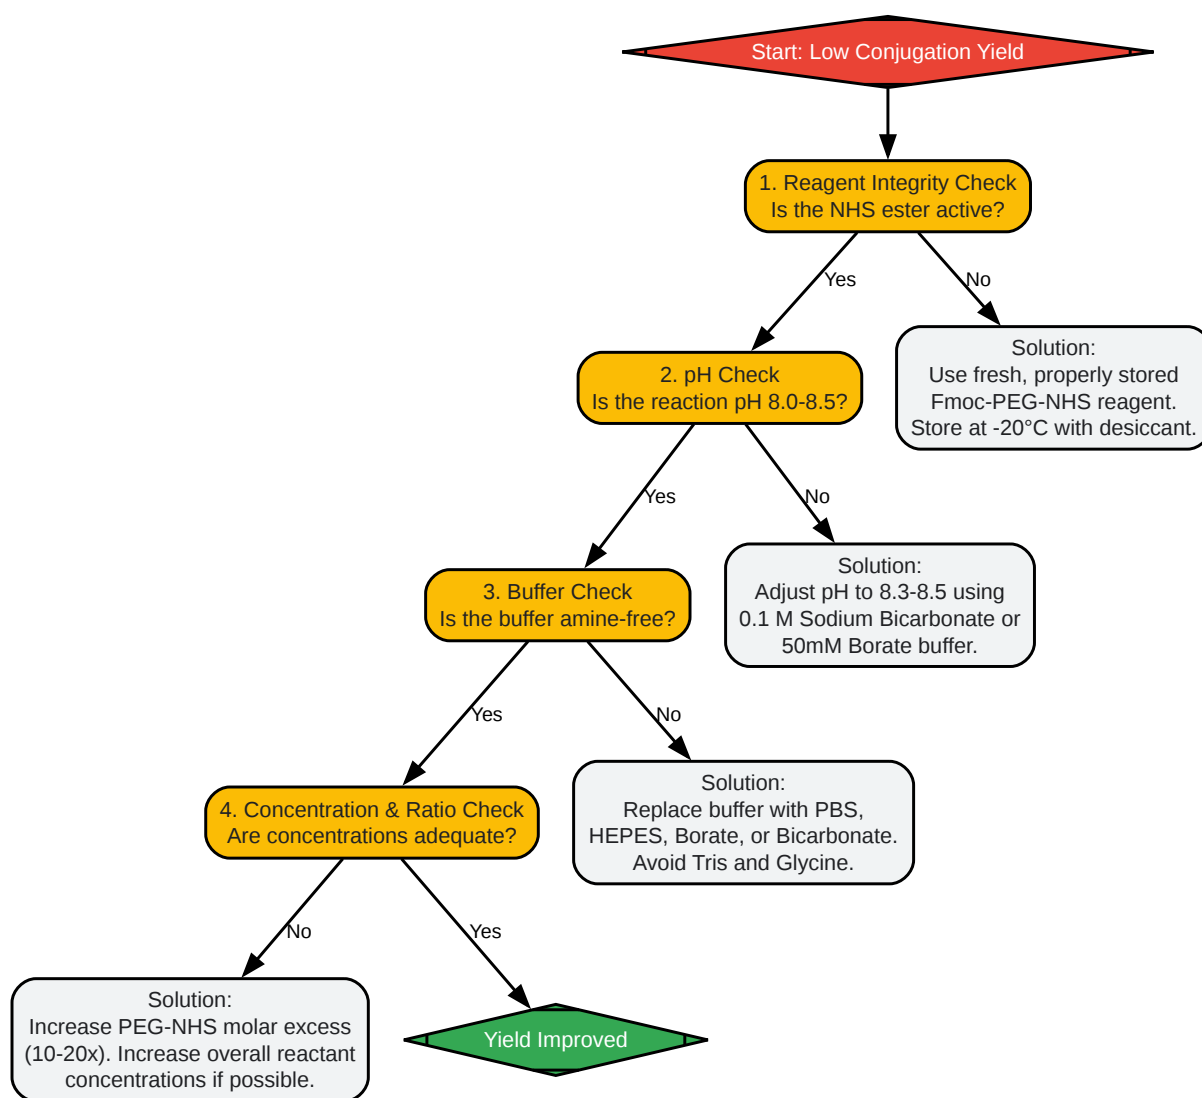 Start: Low Conjugation Yield
1. Reagent Integrity Check
Is the NHS ester active?
Yes
No
Solution:
Use fresh, properly stored
Fmoc-PEG-NHS reagent.
Store at -20°C with desiccant.
2. pH Check
Is the reaction pH 8.0-8.5?
Yes
No
Solution:
Adjust pH to 8.3-8.5 using
0.1 M Sodium Bicarbonate or
50mM Borate buffer.
3. Buffer Check
Is the buffer amine-free?
Yes
No
Solution:
Replace buffer with PBS,
HEPES, Borate, or Bicarbonate.
Avoid Tris and Glycine.
4. Concentration & Ratio Check
Are concentrations adequate?
No
Yes
Solution:
Increase PEG-NHS molar excess
(10-20x). Increase overall reactant
concentrations if possible.
Yield Improved